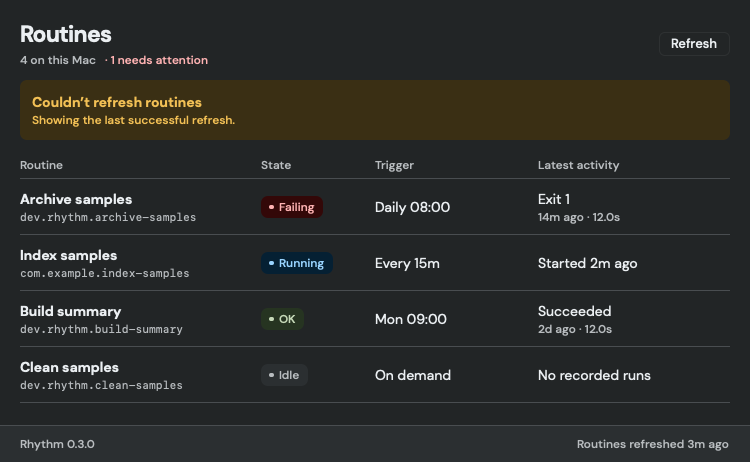 Routines
4 on this Mac · 1 needs attention
Refresh
Couldn’t refresh routines
Showing the last successful refresh.
Routine State Trigger Latest activity
Archive samples Failing Daily 08:00 Exit 1
dev.rhythm.archive-samples 14m ago · 12.0s
Index samples Running Every 15m Started 2m ago
com.example.index-samples
Build summary OK Mon 09:00 Succeeded
dev.rhythm.build-summary 2d ago · 12.0s
Clean samples Idle On demand No recorded runs
dev.rhythm.clean-samples
Rhythm 0.3.0 Routines refreshed 3m ago